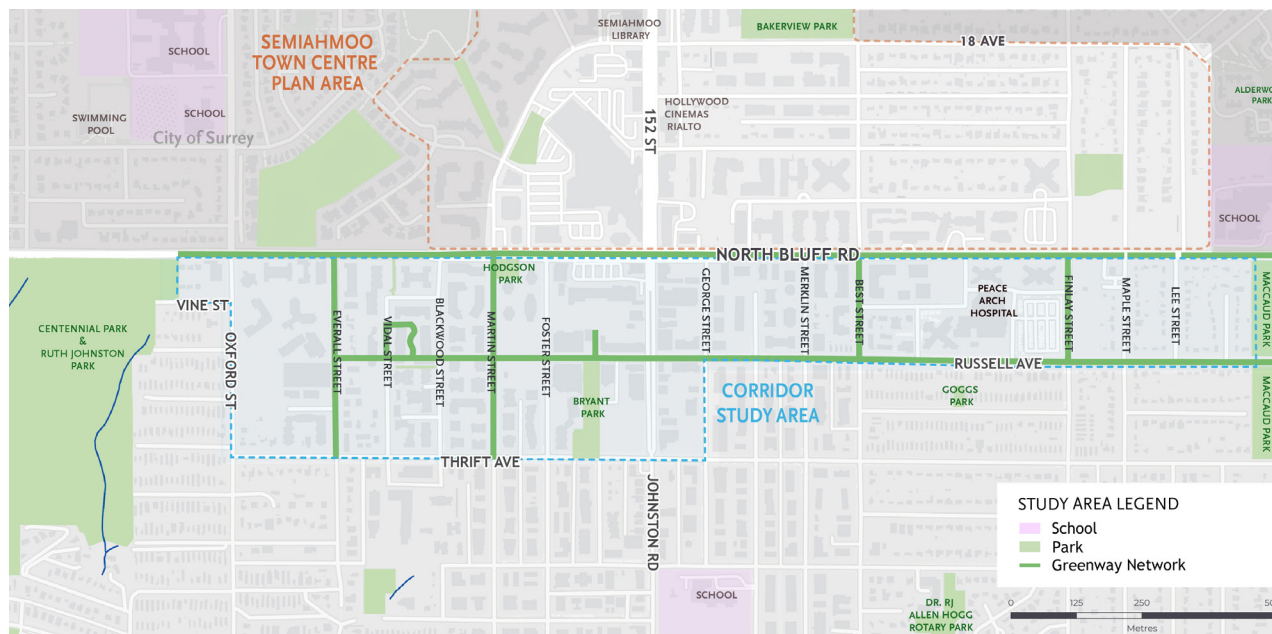 SEMIAHMOO
LIBRARY
BAKERVIEW PARK
SCHOOL
SEMIAHMOO
TOWN CENTRE
PLAN AREA
18 AVE
ALDERWO
PARK
SCHOOL
SWIMMING
POOL
City of Surrey
HOLLYWOOD
CINEMAS
RIALTO
152 ST
SCHOOL
NORTH BLUFF RD
HODGSON
PARK
VINE ST
CENTENNIAL PARK
&
RUTH JOHNSTON
PARK
OXFORD ST
EVERALL STREET
VIDAL STREET
BLACKWOOD STREET
MARTIN STREET
FOSTER STREET
GEORGE STREET
MERKLIN STREET
BEST STREET
PEACE
ARCH
HOSPITAL
FINLAY STREET
MAPLE STREET
LEE STREET
MACCAUD PARK
RUSSELL AVE
BRYANT
PARK
CORRIDOR
STUDY AREA
GOGGS
PARK
MACCAUD PARK
THRIFT AVE
JOHNSTON RD
SCHOOL
DR. RJ
ALLEN HOGG
ROTARY PARK
STUDY AREA LEGEND
School
Park
Greenway Network
0 125 250 50
Metres